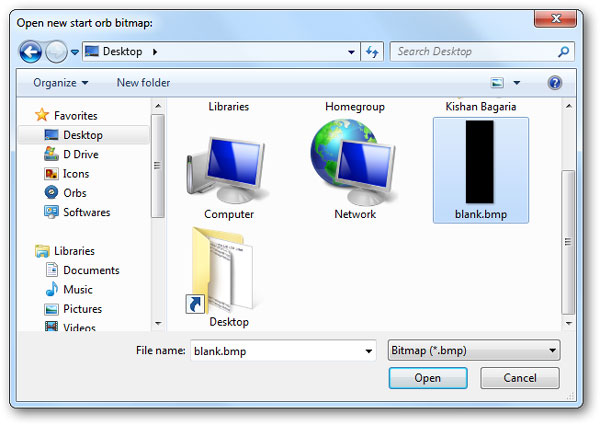 Open new start orb bitmap:
Desktop
Search Desktop
Organize
New folder
Favorites
Desktop
D Drive
Icons
Orbs
Softwares
Libraries
Documents
Music
Pictures
Videos
Libraries
Homegroup
Kishan Bagaria
Computer
Network
blank.bmp
Desktop
File name:
blank.bmp
Bitmap (*.bmp)
Open
Cancel